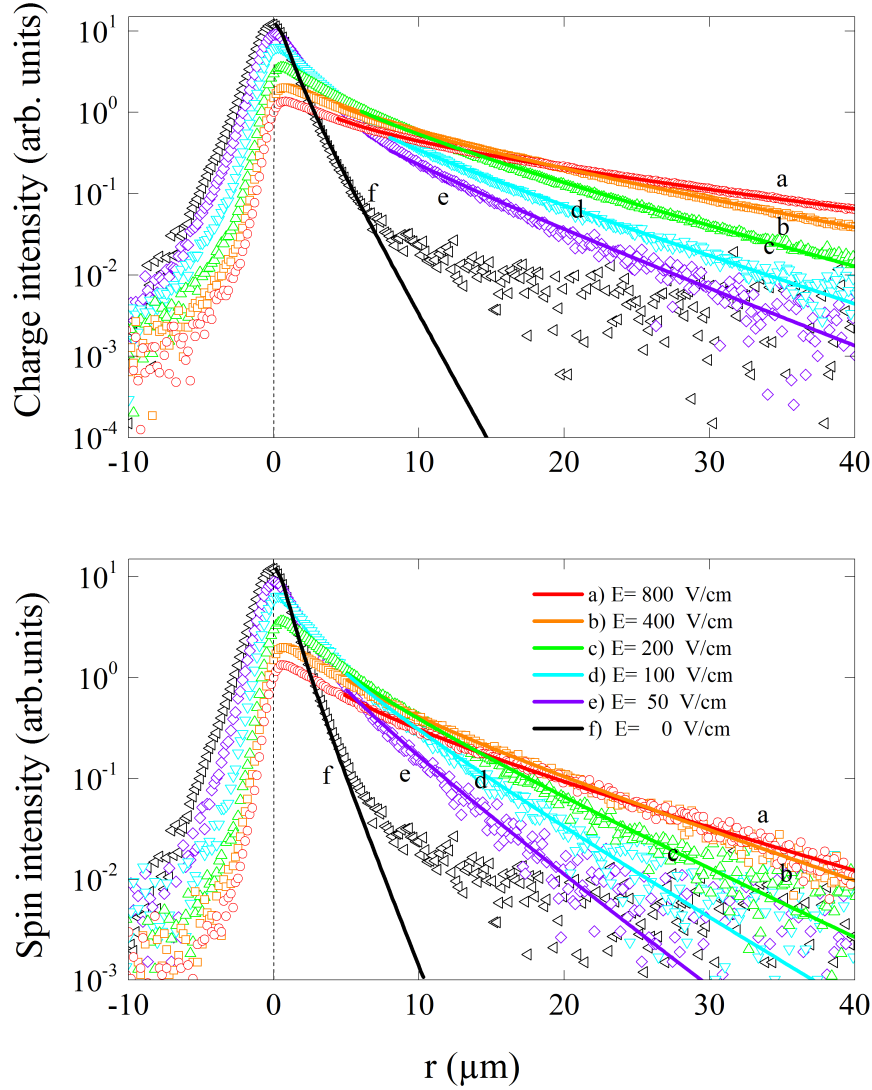 Charge intensity (arb. units)
10^1
10^0
10^-1
10^-2
10^-3
10^-4
a
b
c
d
e
f
-10 0 10 20 30 40
Spin intensity (arb.units)
10^1
10^0
10^-1
10^-2
10^-3
a) E= 800 V/cm
b) E= 400 V/cm
c) E= 200 V/cm
d) E= 100 V/cm
e) E= 50 V/cm
f) E= 0 V/cm
f
e
d
a
c
b
-10 0 10 20 30 40
r (µm)